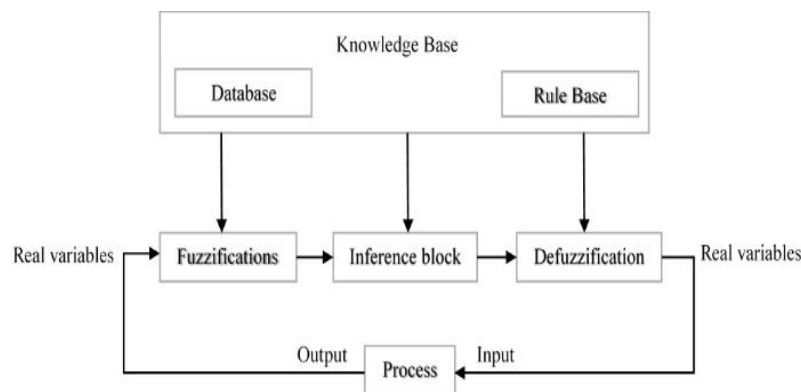 Knowledge Base
Database
Rule Base
Real variables
Fuzzifications
Inference block
Defuzzification
Real variables
Output
Process
Input